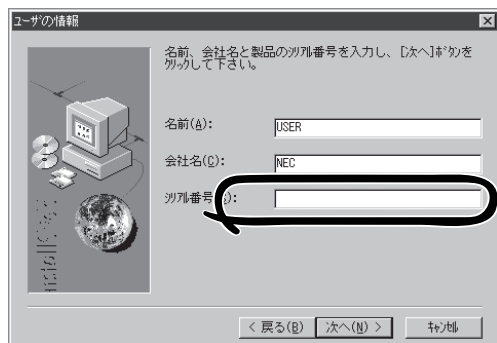 ユーザの情報
名前、会社名と製品のｼﾘｱﾙ番号を入力し、[次へ]ﾎﾞﾀﾝを
ｸﾘｯｸして下さい。
名前(A):
USER
会社名(C):
NEC
ｼﾘｱﾙ番号
):
< 戻る(B)
次へ(N) >
ｷｬﾝｾﾙ